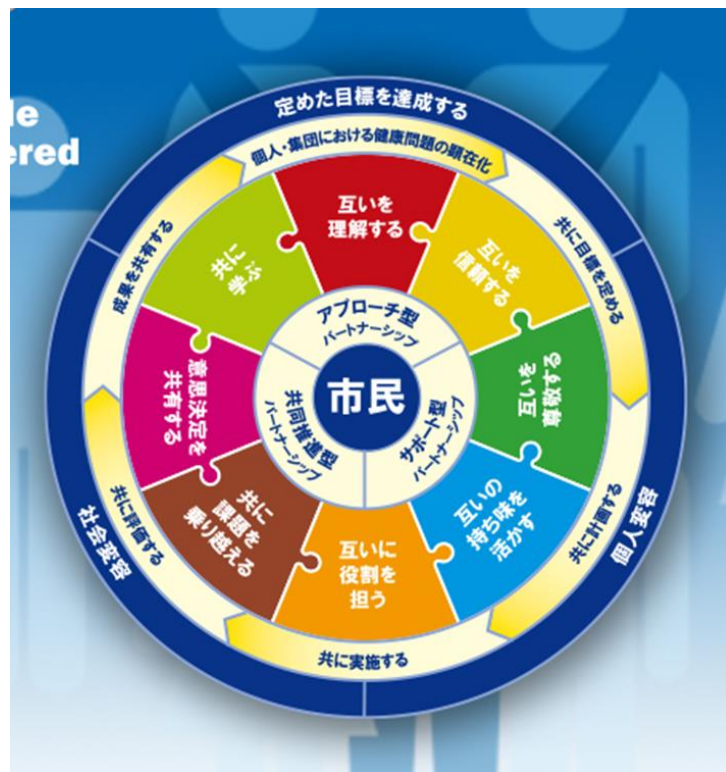 le
ered
定めた目標を達成する
個人・集団における健康問題の顕在化
共に目標を定める
共に計画する
共に実施する
共に評価する
成果を共有する
個人変容
社会変容
互いを
理解する
互いを
信頼する
互いを
尊敬する
互いの
持ち味を
活かす
互いに
役割を
担う
共に
課題を
乗り越える
意思決定を
共有する
共に
学ぶ
アプローチ型
パートナーシップ
サポート型
パートナーシップ
共同推進型
パートナーシップ
市民